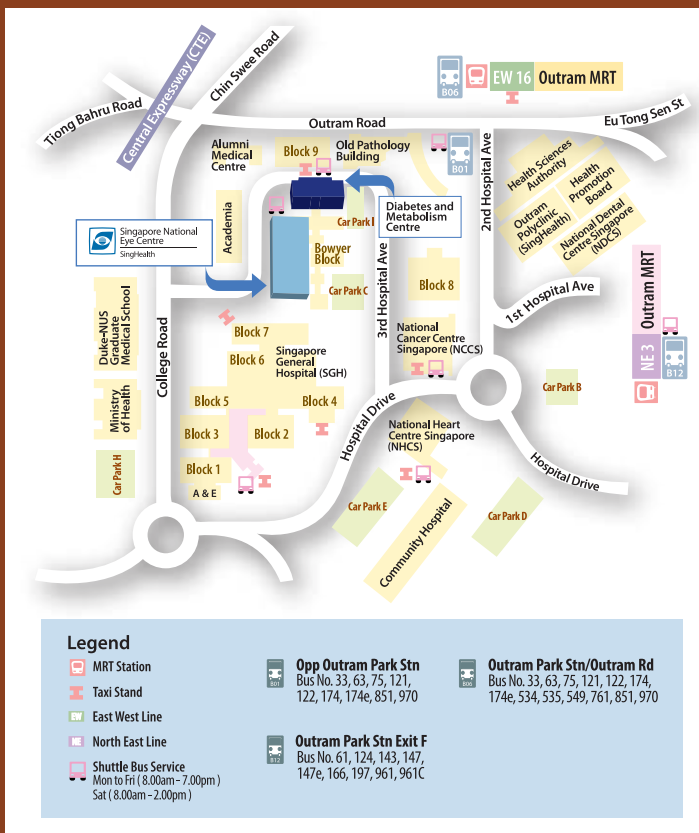 Central Expressway (CTE)
Chin Swee Road
Tiong Bahru Road
B06
EW 16
Outram MRT
Outram Road
Eu Tong Sen St
B01
Alumni
Medical
Centre
Block 9
Old Pathology
Building
2nd Hospital Ave
Health Sciences
Authority
Health
Promotion
Board
Outram
Polyclinic
(SingHealth)
National Dental
Centre Singapore
(NDCS)
Diabetes and
Metabolism
Centre
Academia
Singapore National
Eye Centre
SingHealth
Bowyer
Block
Car Park C
3rd Hospital Ave
Block 8
1st Hospital Ave
Outram MRT
NE 3
B12
Duke-NUS
Graduate
Medical School
College Road
Block 7
Block 6
Singapore
General
Hospital (SGH)
National
Cancer Centre
Singapore (NCCS)
Car Park B
Ministry
of Health
Block 5
Block 4
Block 3
Block 2
Hospital Drive
National Heart
Centre Singapore
(NHCS)
Hospital Drive
Car Park H
Block 1
A & E
Car Park E
Community Hospital
Car Park D
Legend
MRT Station
Taxi Stand
EW East West Line
NE North East Line
Shuttle Bus Service
Mon to Fri ( 8.00am – 7.00pm )
Sat ( 8.00am – 2.00pm )
B01
Opp Outram Park Stn
Bus No. 33, 63, 75, 121,
122, 174, 174e, 851, 970
B12
Outram Park Stn Exit F
Bus No. 61, 124, 143, 147,
147e, 166, 197, 961, 961C
B06
Outram Park Stn/Outram Rd
Bus No. 33, 63, 75, 121, 122, 174,
174e, 534, 535, 549, 761, 851, 970